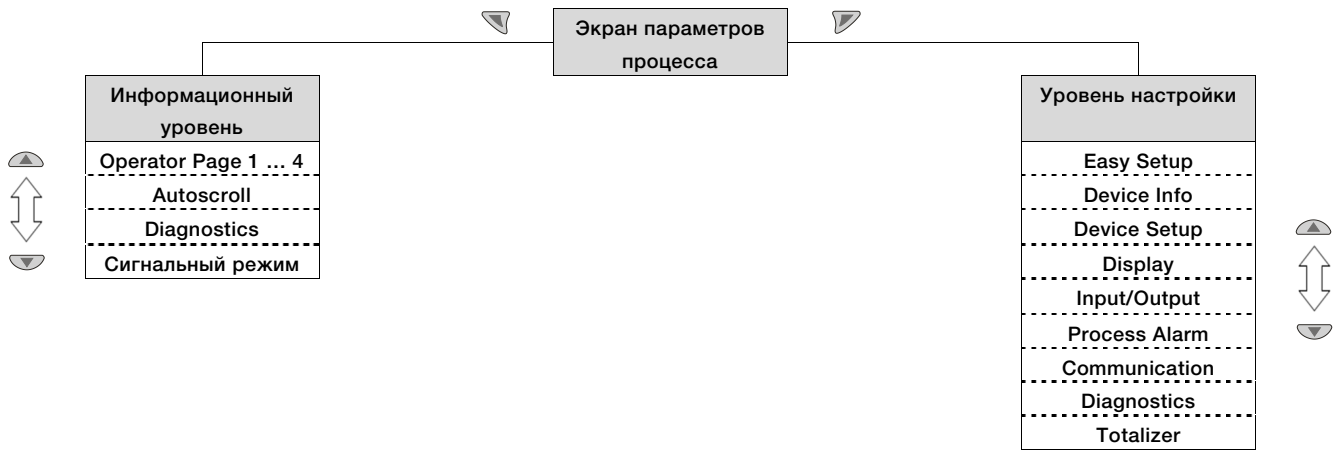 Экран параметров
процесса
Информационный
уровень
Operator Page 1 … 4
Autoscroll
Diagnostics
Сигнальный режим
Уровень настройки
Easy Setup
Device Info
Device Setup
Display
Input/Output
Process Alarm
Communication
Diagnostics
Totalizer